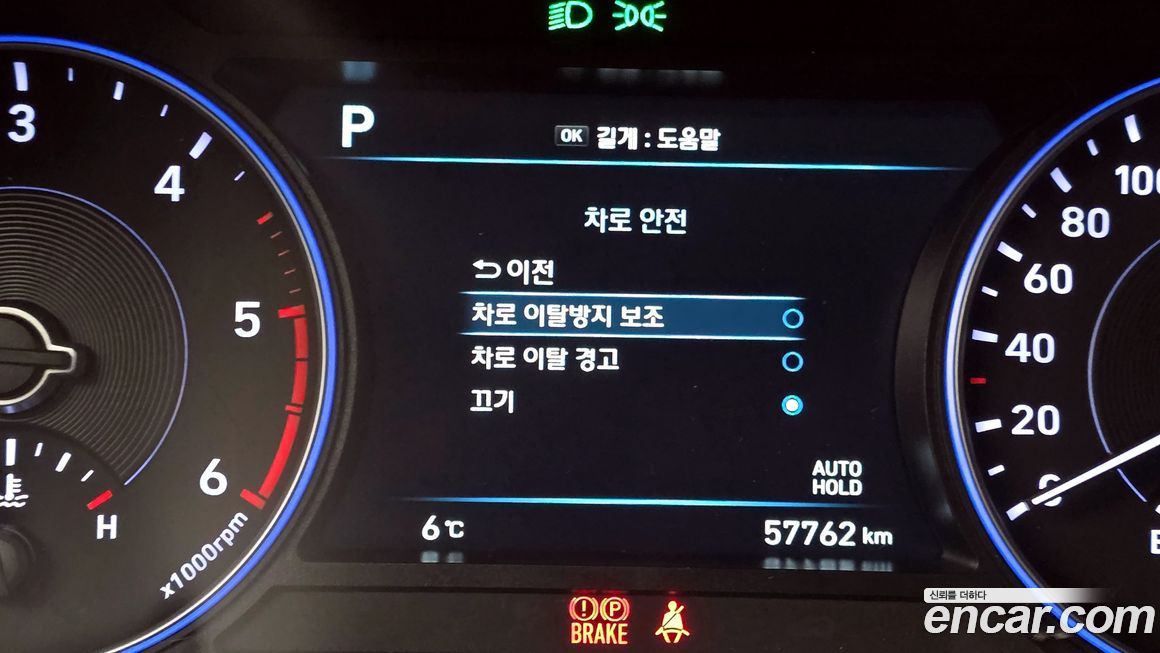 P
OK 길게 : 도움말
차로 안전
이전
차로 이탈방지 보조
차로 이탈 경고
끄기
AUTO
HOLD
6℃
57762 km
3
4
5
6
x1000rpm
H
100
80
60
40
20
0
E
BRAKE
신뢰를 더하다
encar.com